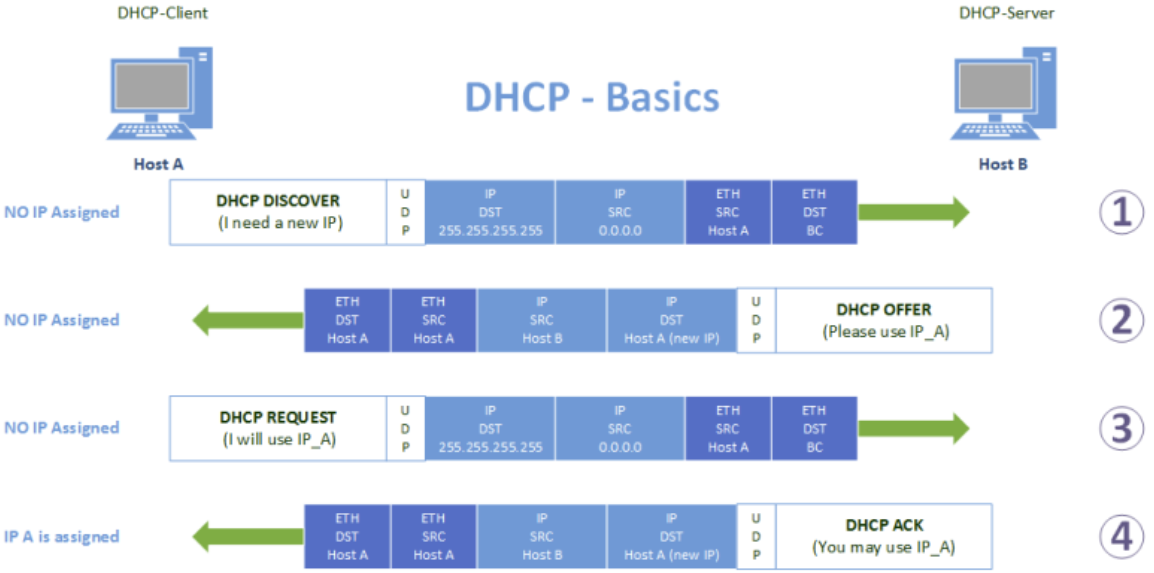 DHCP-Client
DHCP-Server
DHCP - Basics
Host A
Host B
NO IP Assigned
DHCP DISCOVER
(I need a new IP)
U
D
P
IP
DST
255.255.255.255
IP
SRC
0.0.0.0
ETH
SRC
Host A
ETH
DST
BC
1
NO IP Assigned
ETH
DST
Host A
ETH
SRC
Host A
IP
SRC
Host B
IP
DST
Host A (new IP)
U
D
P
DHCP OFFER
(Please use IP_A)
2
NO IP Assigned
DHCP REQUEST
(I will use IP_A)
U
D
P
IP
DST
255.255.255.255
IP
SRC
0.0.0.0
ETH
SRC
Host A
ETH
DST
BC
3
IP A is assigned
ETH
DST
Host A
ETH
SRC
Host A
IP
SRC
Host B
IP
DST
Host A (new IP)
U
D
P
DHCP ACK
(You may use IP_A)
4